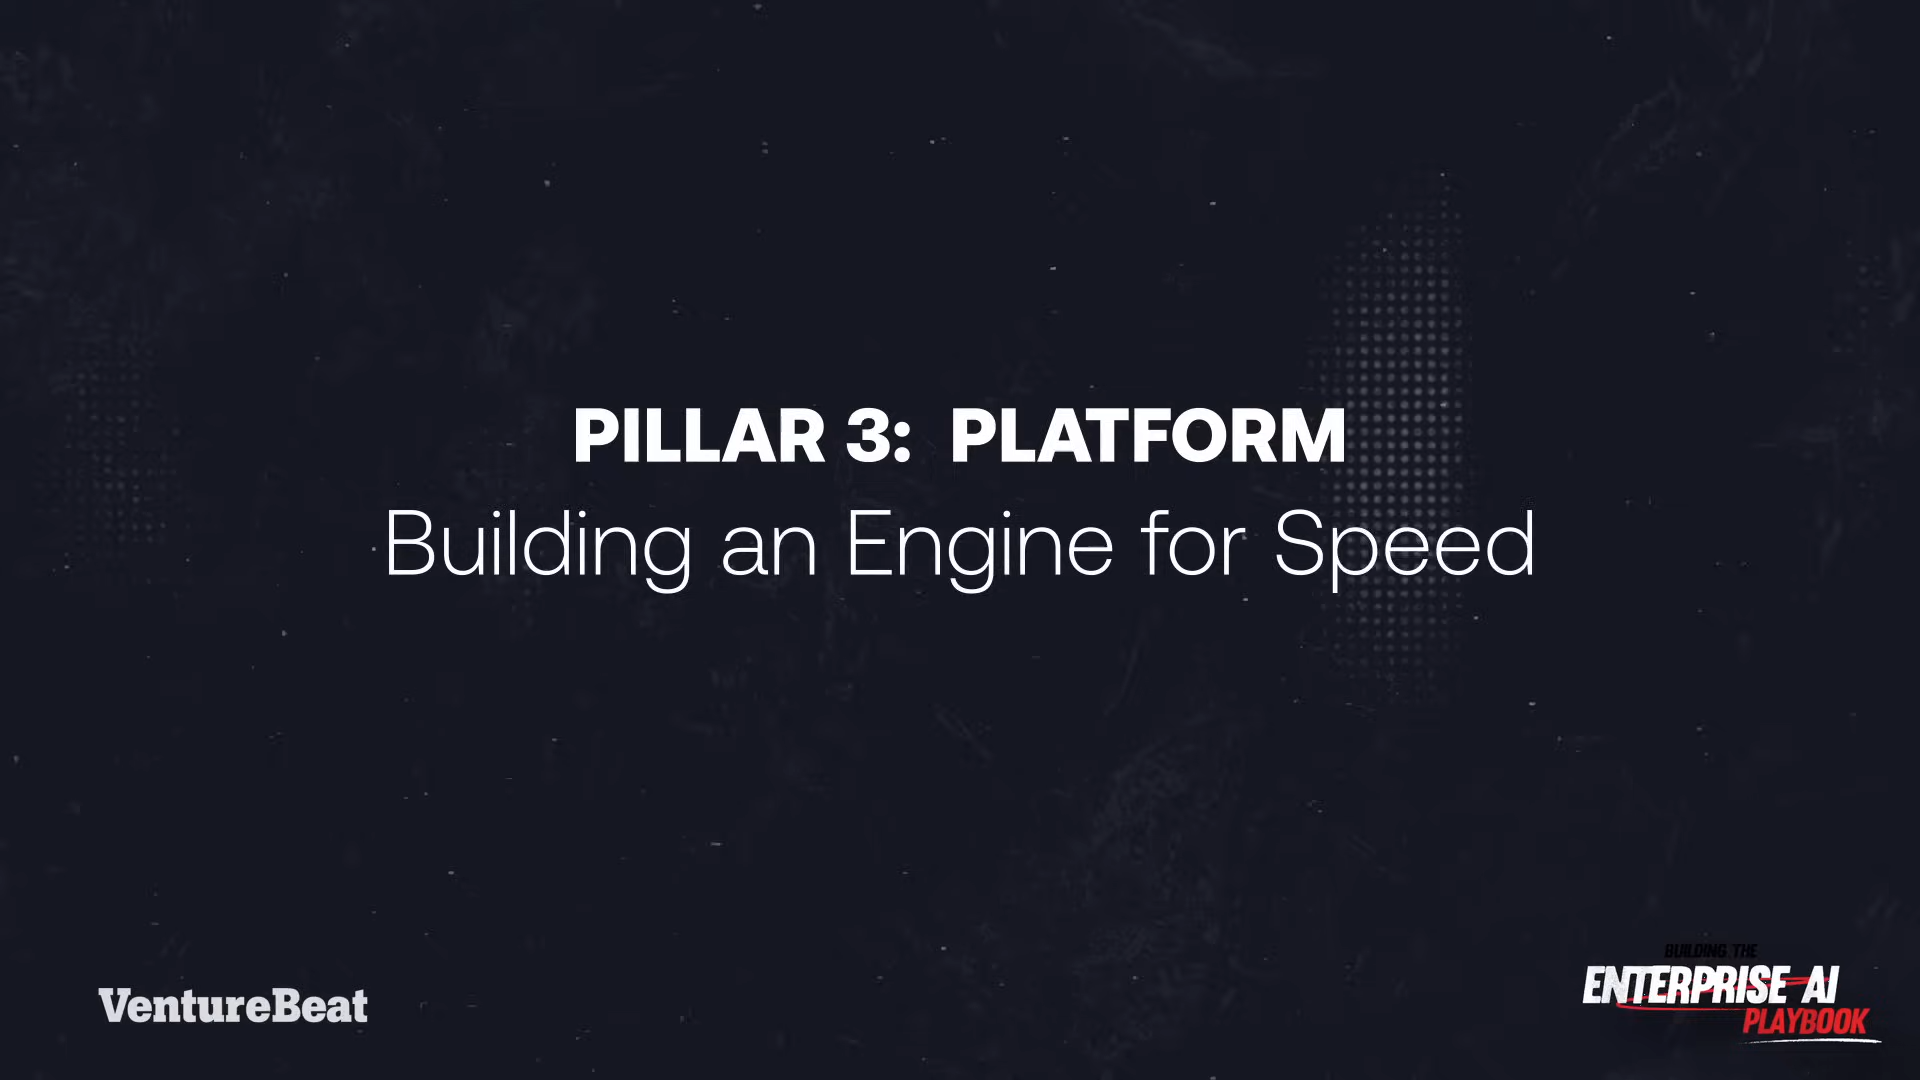 PILLAR 3: PLATFORM
Building an Engine for Speed
VentureBeat
BUILDING THE
ENTERPRISE AI
PLAYBOOK